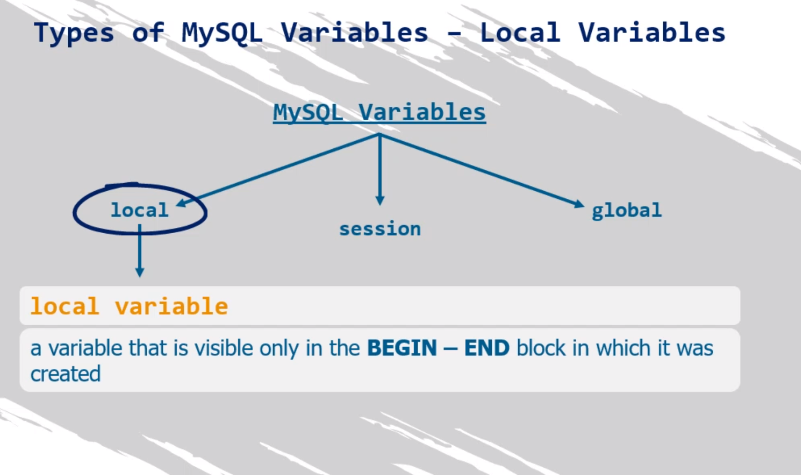 Types of MySQL Variables – Local Variables
MySQL Variables
local
session
global
local variable
a variable that is visible only in the BEGIN – END block in which it was
created